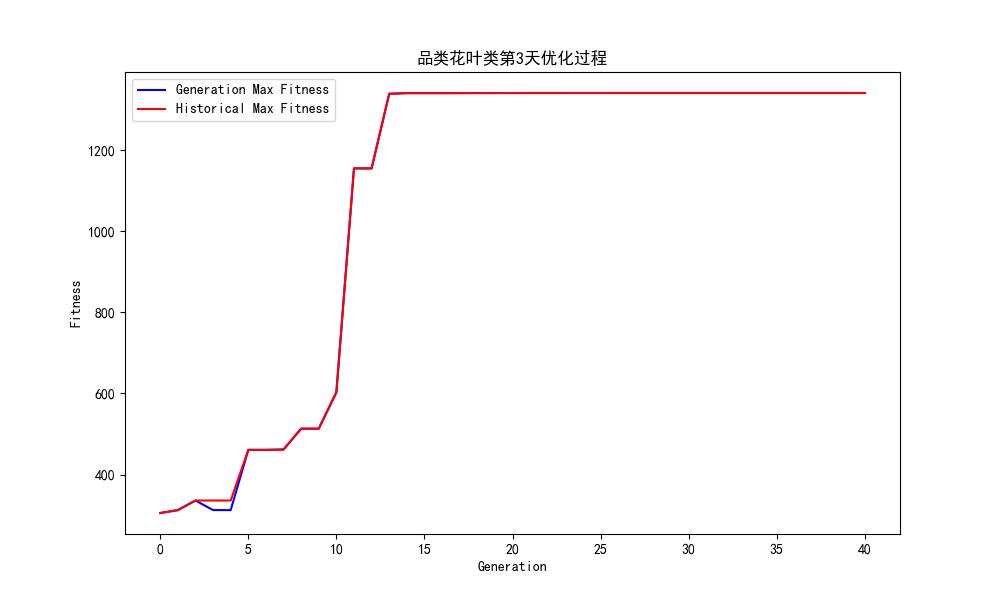 品类花叶类第3天优化过程
Generation Max Fitness
Historical Max Fitness
Fitness
1200
1000
800
600
400
0 5 10 15 20 25 30 35 40
Generation